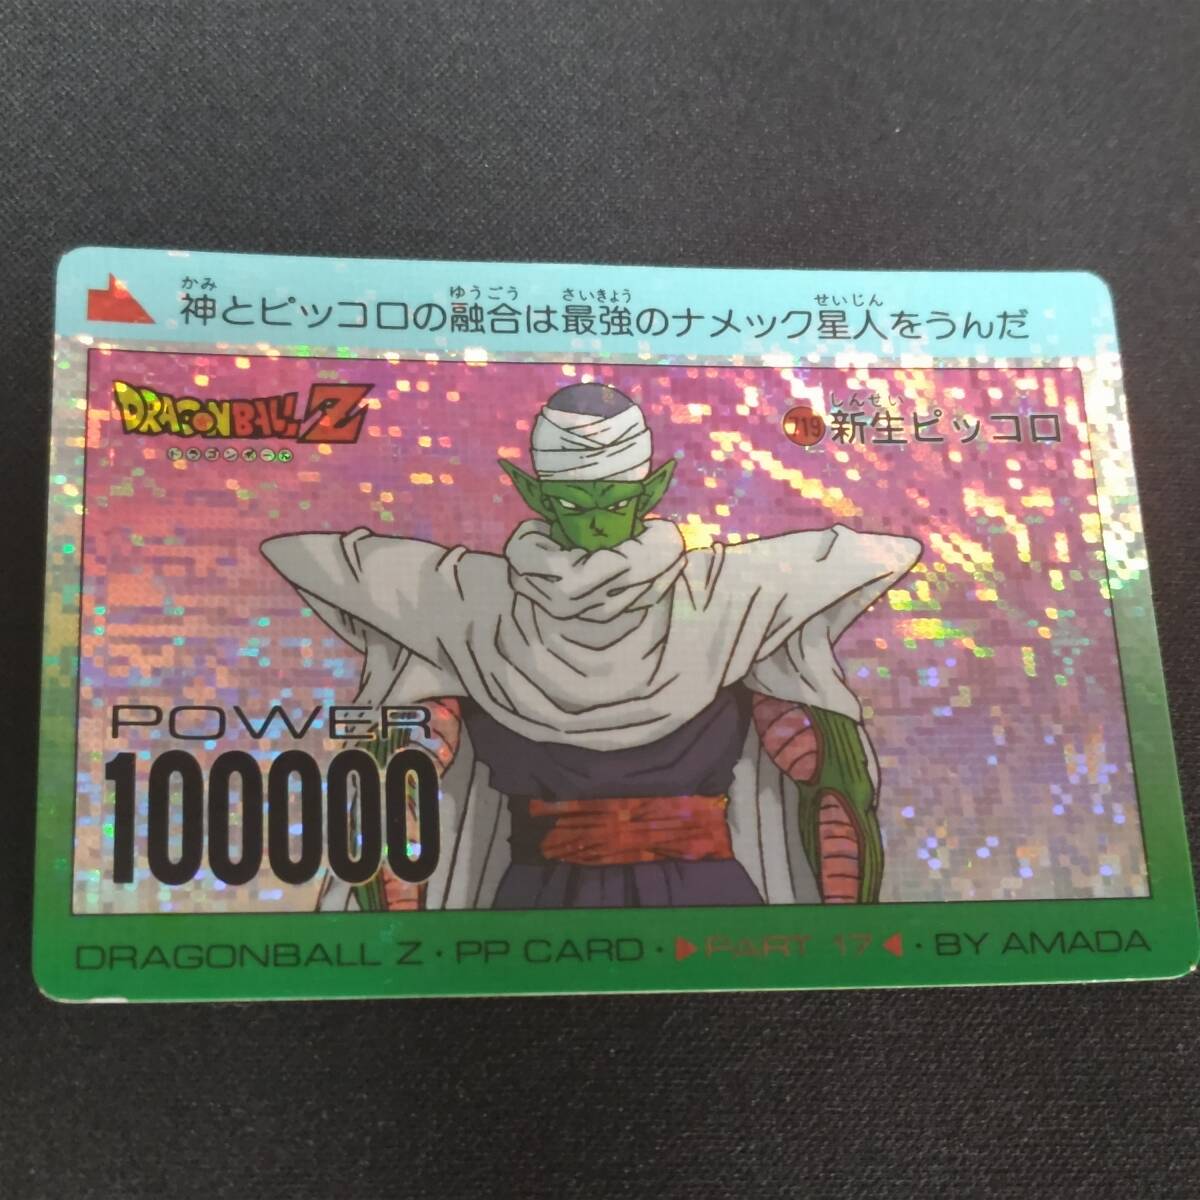 神とピッコロの融合は最強のナメック星人をうんだ
かみ ゆうごう さいきょう せいじん
DRAGONBALL Z
ドラゴンボール
しんせい
719 新生ピッコロ
POWER
100000
DRAGONBALL Z・PP CARD・▶PART 17◀・BY AMADA